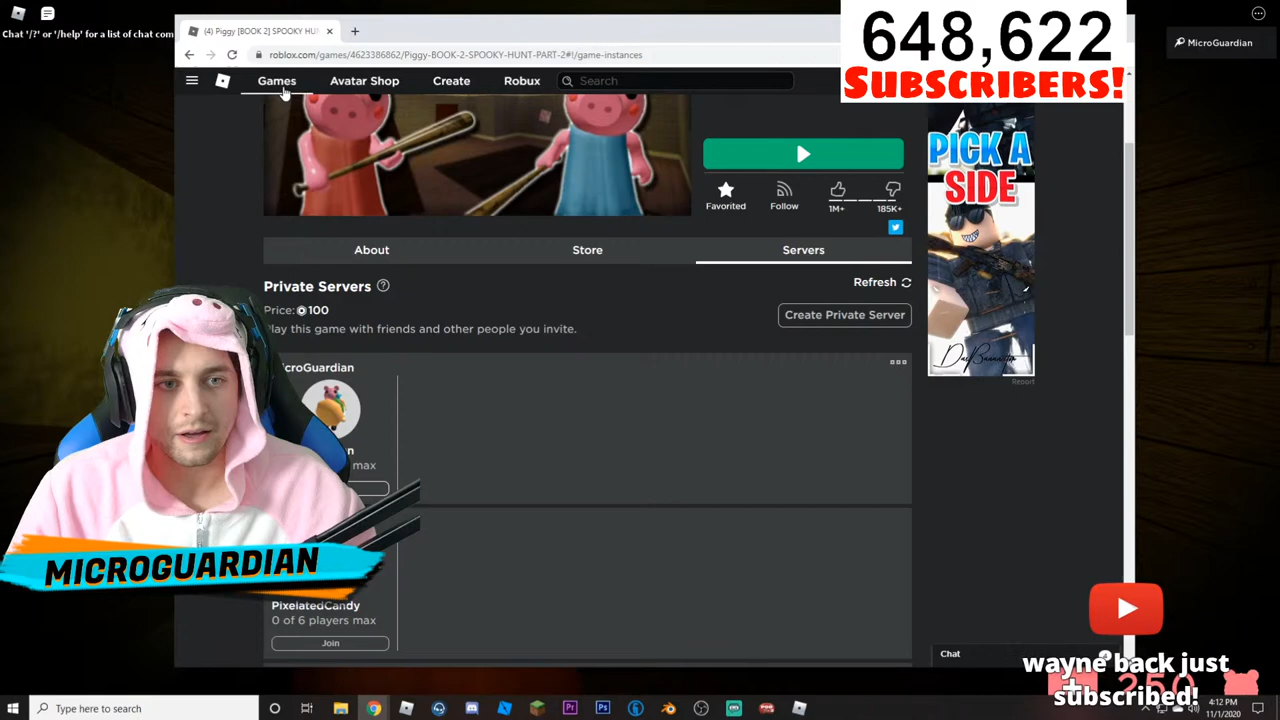 Chat '/?' or '/help' for a list of chat com
(4) Piggy [BOOK 2] SPOOKY HU
roblox.com/games/4623386862/Piggy-BOOK-2-SPOOKY-HUNT-PART-2#!/game-instances
648,622
SUBSCRIBERS!
MicroGuardian
Games
Avatar Shop
Create
Robux
Search
PICK A
SIDE
Favorited
Follow
1M+
185K+
About
Store
Servers
Private Servers
Refresh
Price: 100
Create Private Server
lay this game with friends and other people you invite.
Report
icroGuardian
n
max
MICROGUARDIAN
PixelatedCandy
0 of 6 players max
Join
Chat
wayne back just
subscribed!
250
Type here to search
4:12 PM
11/1/2020